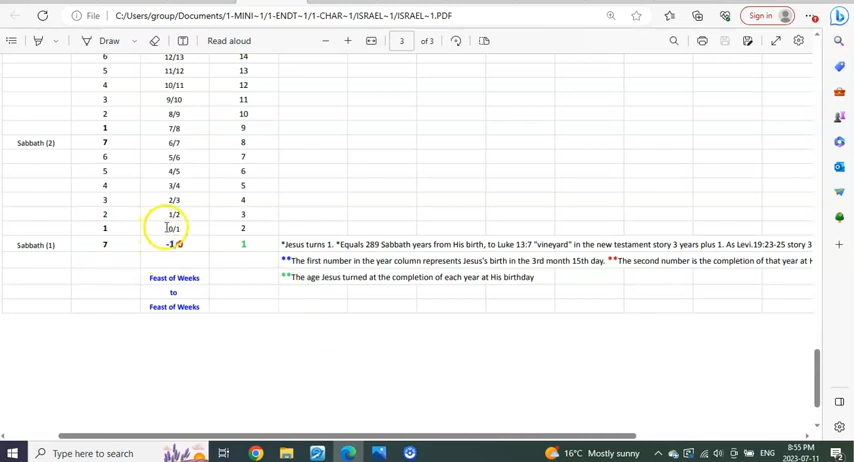 File C:/Users/group/Documents/1-MINI~1/1-ENDT~1/1-CHAR~1/ISRAEL~1/ISRAEL~1.PDF
Sign in
Draw
Read aloud
3 of 3
6 12/13 14
5 11/12 13
4 10/11 12
3 9/10 11
2 8/9 10
1 7/8 9
Sabbath (2) 7 6/7 8
6 5/6 7
5 4/5 6
4 3/4 5
3 2/3 4
2 1/2 3
1 0/1 2
Sabbath (1) 7 -1/0 1 *Jesus turns 1. *Equals 289 Sabbath years from His birth, to Luke 13:7 "vineyard" in the new testament story 3 years plus 1. As Levi.19:23-25 story 3
**The first number in the year column represents Jesus's birth in the 3rd month 15th day. **The second number is the completion of that year at H
Feast of Weeks **The age Jesus turned at the completion of each year at His birthday
to
Feast of Weeks
Type here to search
16°C Mostly sunny
ENG
8:55 PM
2023-07-11
2